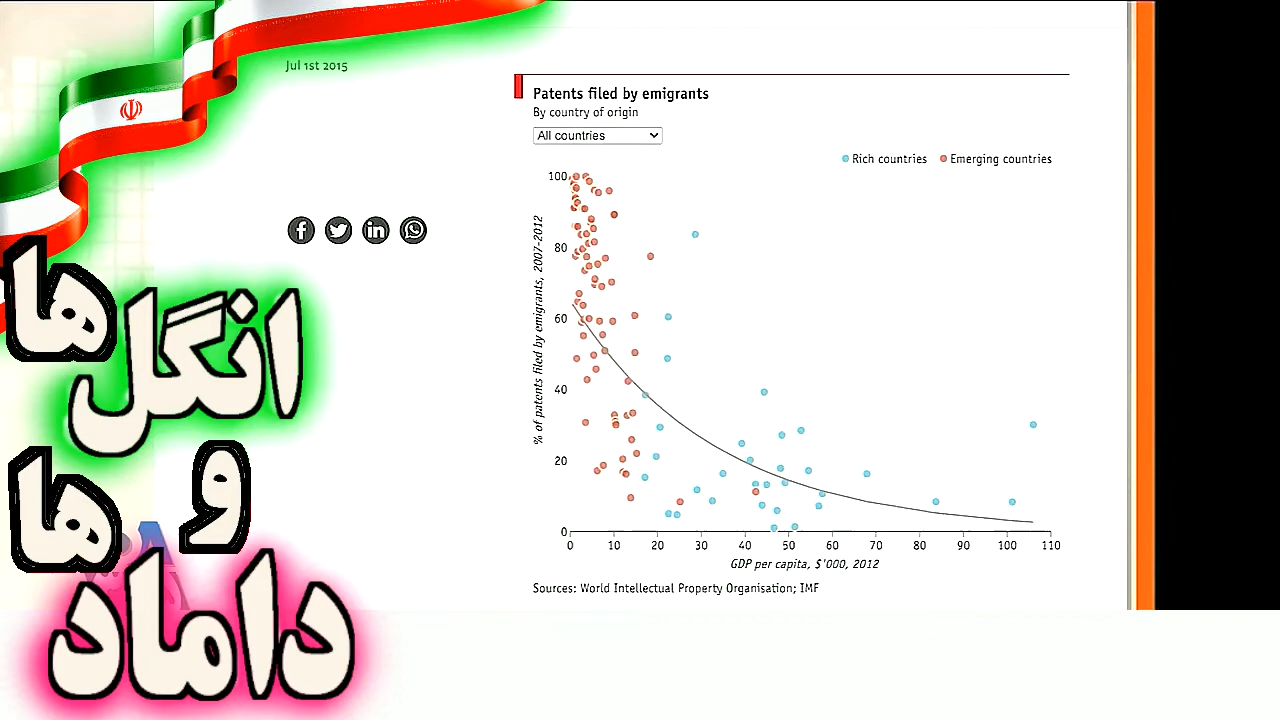 Jul 1st 2015
Patents filed by emigrants
By country of origin
All countries
Rich countries
Emerging countries
% of patents filed by emigrants, 2007-2012
100
80
60
40
20
0
0 10 20 30 40 50 60 70 80 90 100 110
GDP per capita, $'000, 2012
Sources: World Intellectual Property Organisation; IMF
انگل ها
و
داماد ها